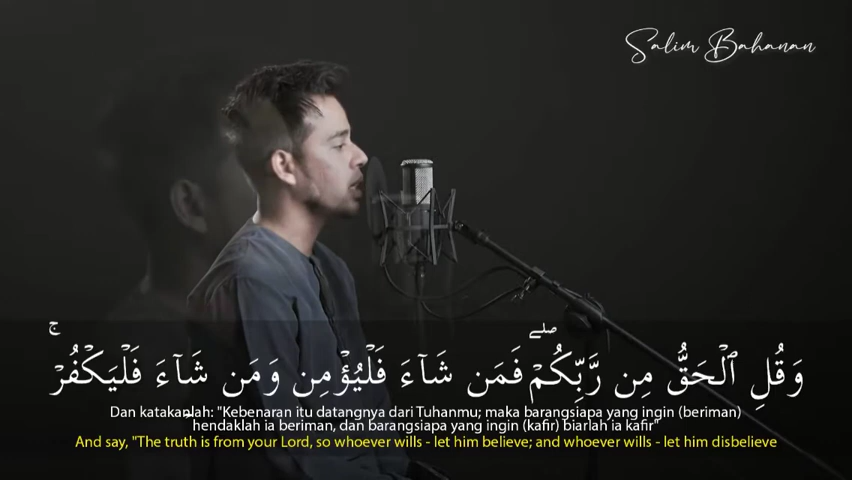 Salim Bahanan
وَقُلِ ٱلْحَقُّ مِن رَّبِّكُمْ ۖ فَمَن شَآءَ فَلْيُؤْمِن وَمَن شَآءَ فَلْيَكْفُرْ ۚ
Dan katakanlah: "Kebenaran itu datangnya dari Tuhanmu; maka barangsiapa yang ingin (beriman)
hendaklah ia beriman, dan barangsiapa yang ingin (kafir) biarlah ia kafir"
And say, "The truth is from your Lord, so whoever wills - let him believe; and whoever wills - let him disbelieve